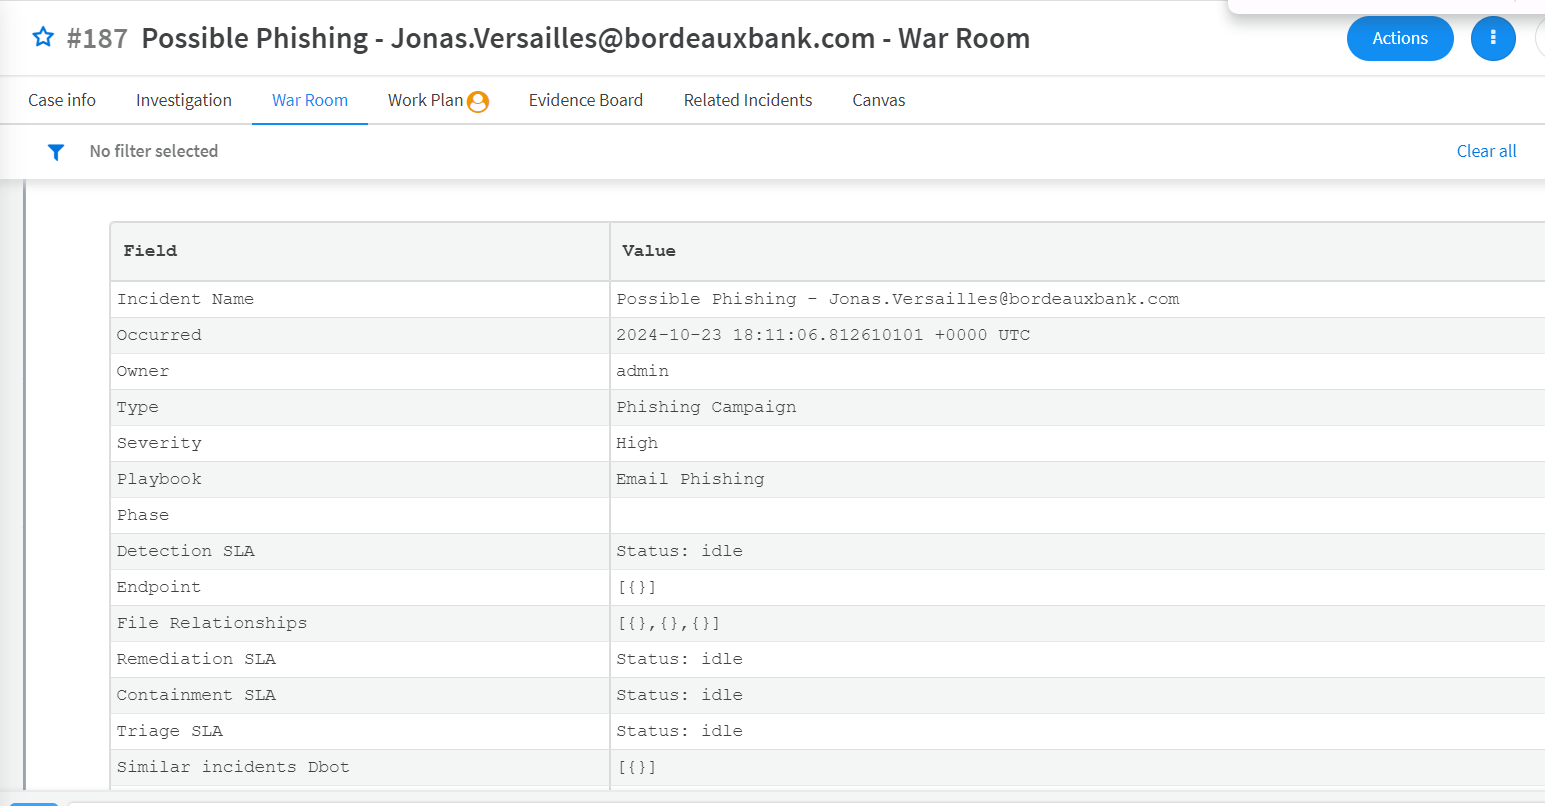 #187 Possible Phishing - Jonas.Versailles@bordeauxbank.com - War Room
Actions
Case info Investigation War Room Work Plan Evidence Board Related Incidents Canvas
No filter selected Clear all
Field Value
Incident Name Possible Phishing - Jonas.Versailles@bordeauxbank.com
Occurred 2024-10-23 18:11:06.812610101 +0000 UTC
Owner admin
Type Phishing Campaign
Severity High
Playbook Email Phishing
Phase
Detection SLA Status: idle
Endpoint [{}]
File Relationships [{},{},{}]
Remediation SLA Status: idle
Containment SLA Status: idle
Triage SLA Status: idle
Similar incidents Dbot [{}]